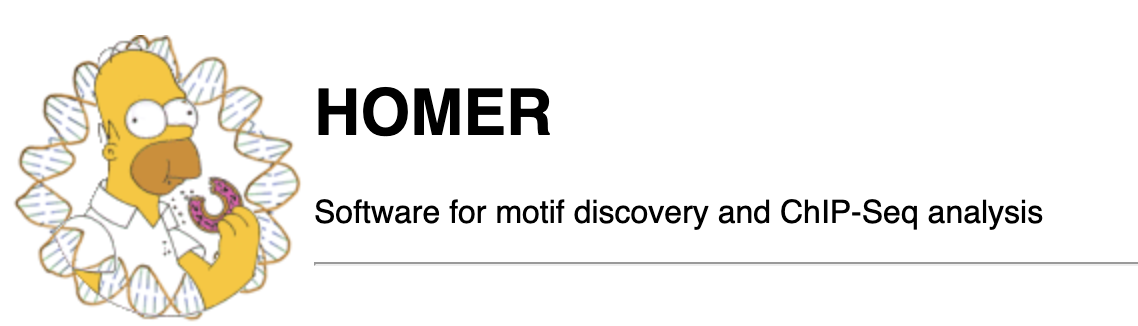 HOMER
Software for motif discovery and ChIP-Seq analysis